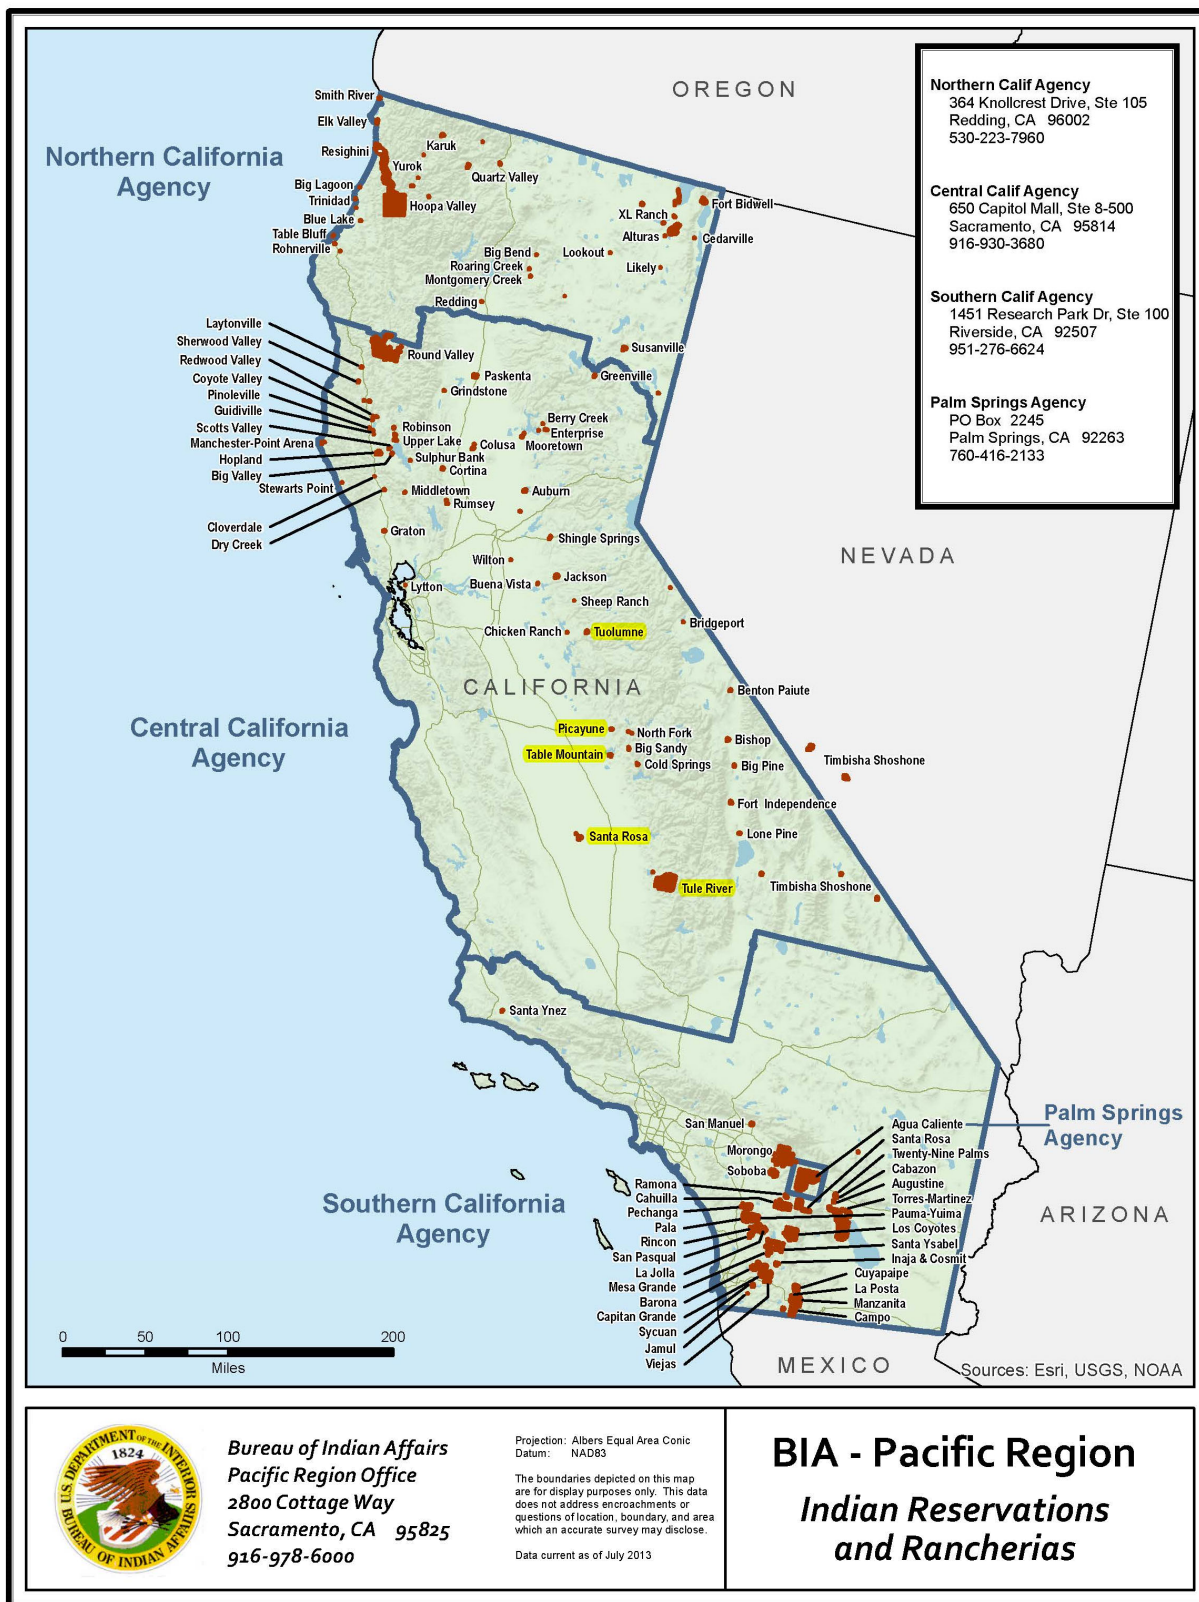 OREGON
Northern Calif Agency
364 Knollcrest Drive, Ste 105
Redding, CA 96002
530-223-7960
Central Calif Agency
650 Capitol Mall, Ste 8-500
Sacramento, CA 95814
916-930-3680
Southern Calif Agency
1451 Research Park Dr, Ste 100
Riverside, CA 92507
951-276-6624
Palm Springs Agency
PO Box 2245
Palm Springs, CA 92263
760-416-2133
Northern California
Agency
Smith River
Elk Valley
Resighini
Karuk
Yurok
Quartz Valley
Big Lagoon
Trinidad
Hoopa Valley
Blue Lake
Table Bluff
Rohnerville
Fort Bidwell
XL Ranch
Alturas
Cedarville
Big Bend
Lookout
Roaring Creek
Likely
Montgomery Creek
Redding
Laytonville
Sherwood Valley
Redwood Valley
Coyote Valley
Pinoleville
Guidiville
Scotts Valley
Manchester-Point Arena
Hopland
Big Valley
Stewarts Point
Cloverdale
Dry Creek
Round Valley
Susanville
Paskenta
Greenville
Grindstone
Berry Creek
Robinson
Enterprise
Upper Lake
Colusa
Mooretown
Sulphur Bank
Cortina
Middletown
Auburn
Rumsey
Graton
Shingle Springs
Wilton
Lytton
Buena Vista
Jackson
Sheep Ranch
Chicken Ranch
Tuolumne
Bridgeport
NEVADA
CALIFORNIA
Central California
Agency
Benton Paiute
Picayune
North Fork
Bishop
Table Mountain
Big Sandy
Timbisha Shoshone
Cold Springs
Big Pine
Fort Independence
Santa Rosa
Lone Pine
Tule River
Timbisha Shoshone
Santa Ynez
San Manuel
Morongo
Soboba
Ramona
Cahuilla
Pechanga
Pala
Rincon
San Pasqual
La Jolla
Mesa Grande
Barona
Capitan Grande
Sycuan
Jamul
Viejas
Agua Caliente
Santa Rosa
Twenty-Nine Palms
Cabazon
Augustine
Torres-Martinez
Pauma-Yuima
Los Coyotes
Santa Ysabel
Inaja & Cosmit
Cuyapaipe
La Posta
Manzanita
Campo
Palm Springs
Agency
Southern California
Agency
ARIZONA
MEXICO
0 50 100 200
Miles
Sources: Esri, USGS, NOAA
U.S. DEPARTMENT OF THE INTERIOR
1824
BUREAU OF INDIAN AFFAIRS
Bureau of Indian Affairs
Pacific Region Office
2800 Cottage Way
Sacramento, CA 95825
916-978-6000
Projection: Albers Equal Area Conic
Datum: NAD83
The boundaries depicted on this map
are for display purposes only. This data
does not address encroachments or
questions of location, boundary, and area
which an accurate survey may disclose.
Data current as of July 2013
BIA - Pacific Region
Indian Reservations
and Rancherias